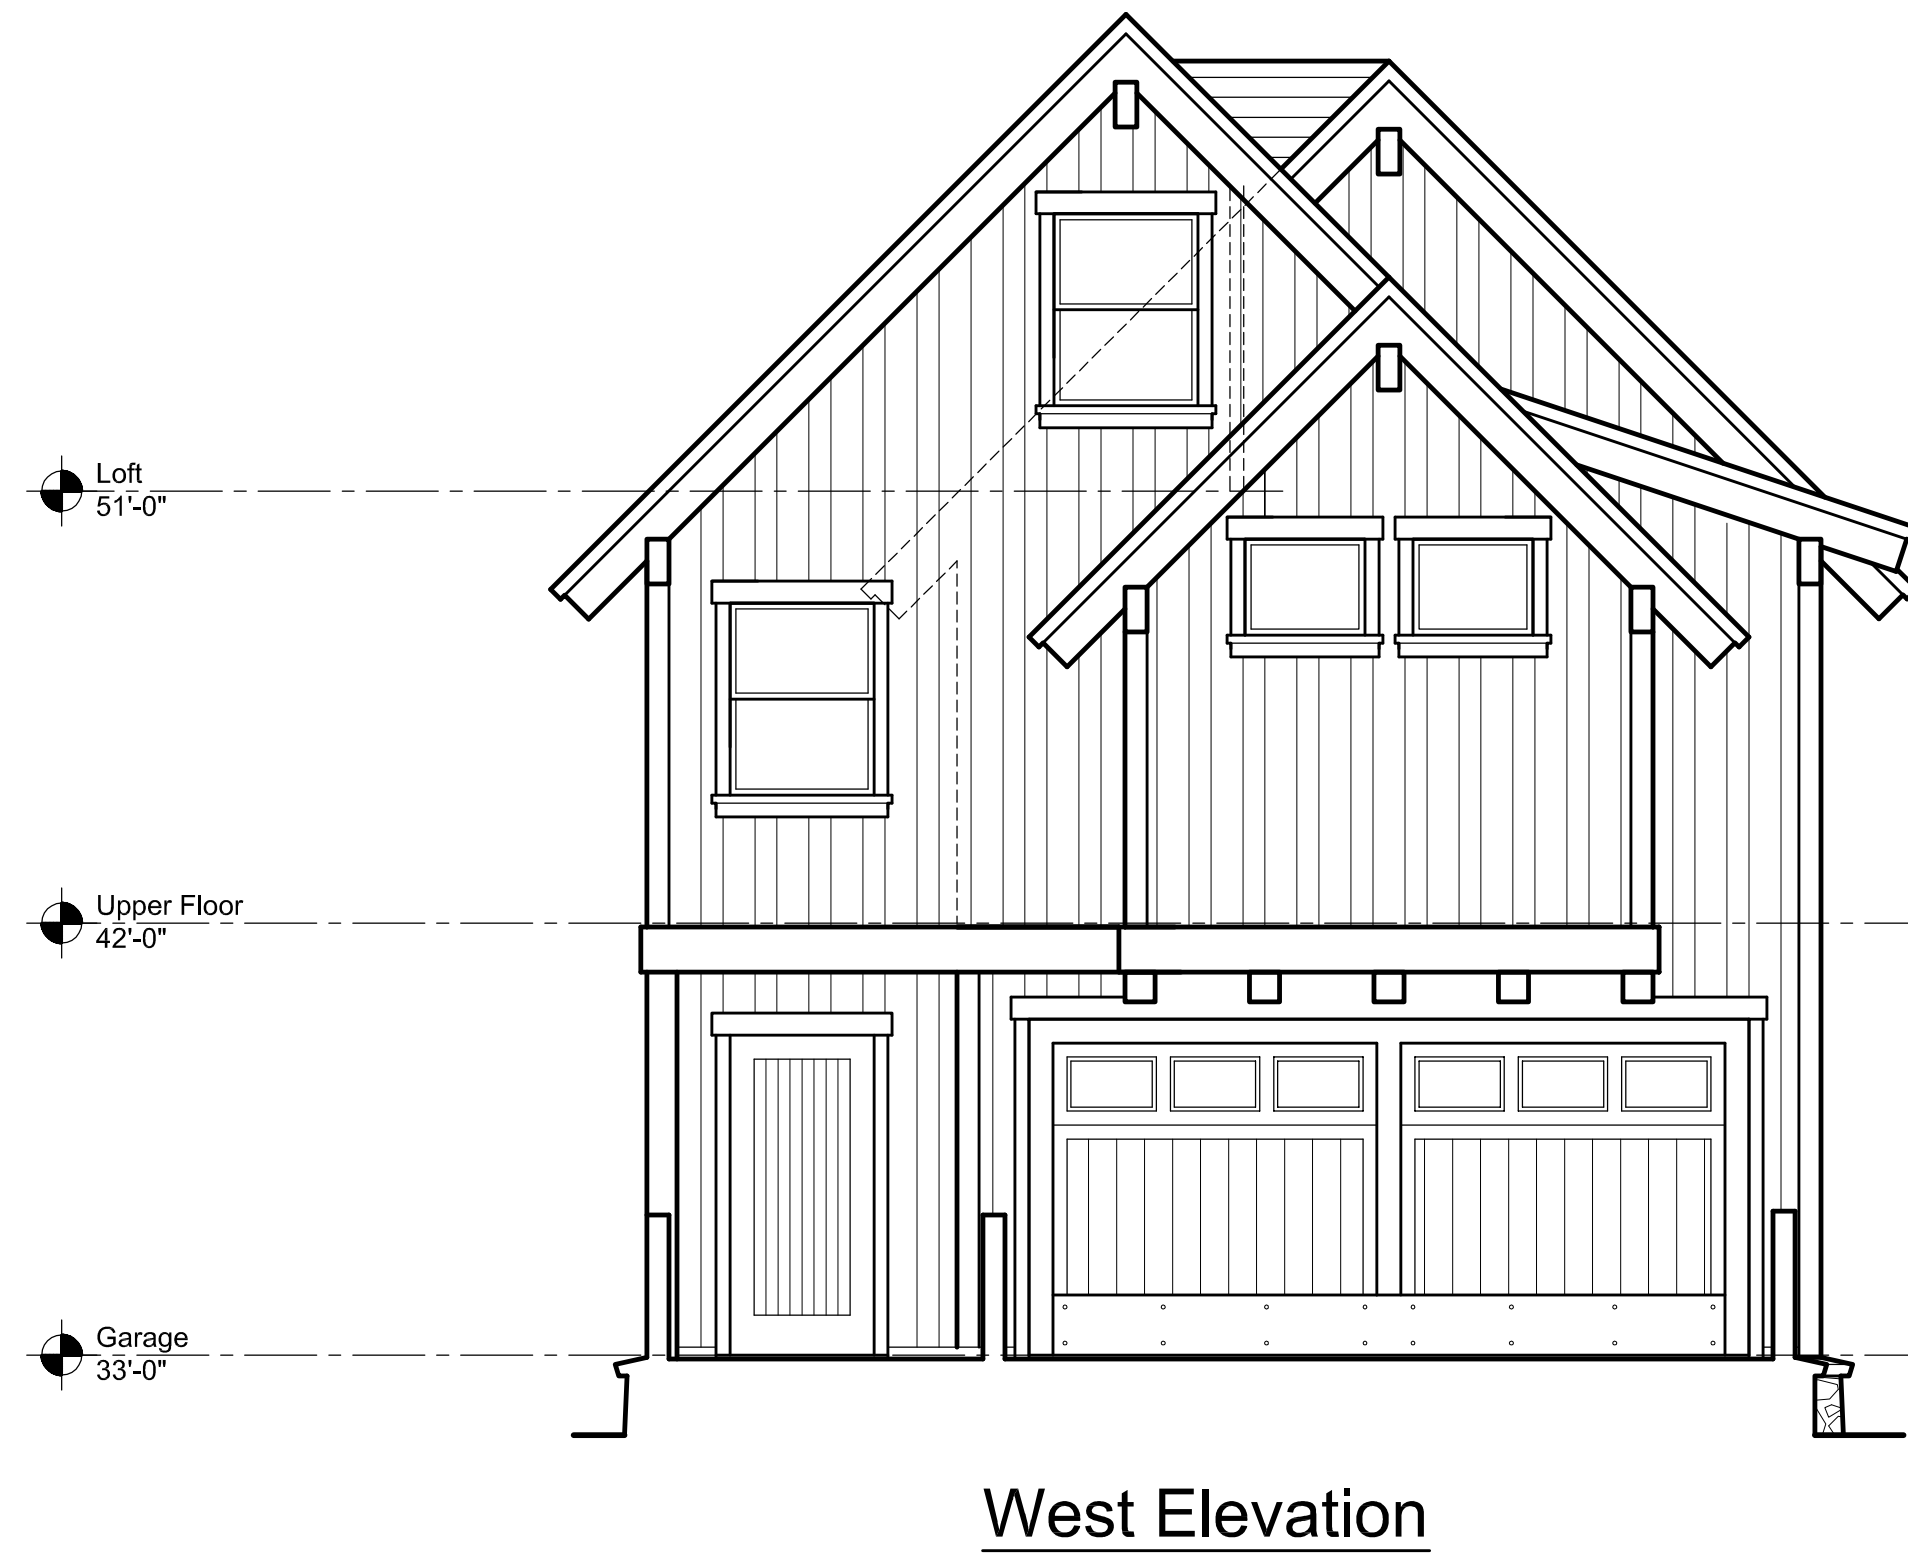 Loft
51'-0"
Upper Floor
42'-0"
Garage
33'-0"
West Elevation